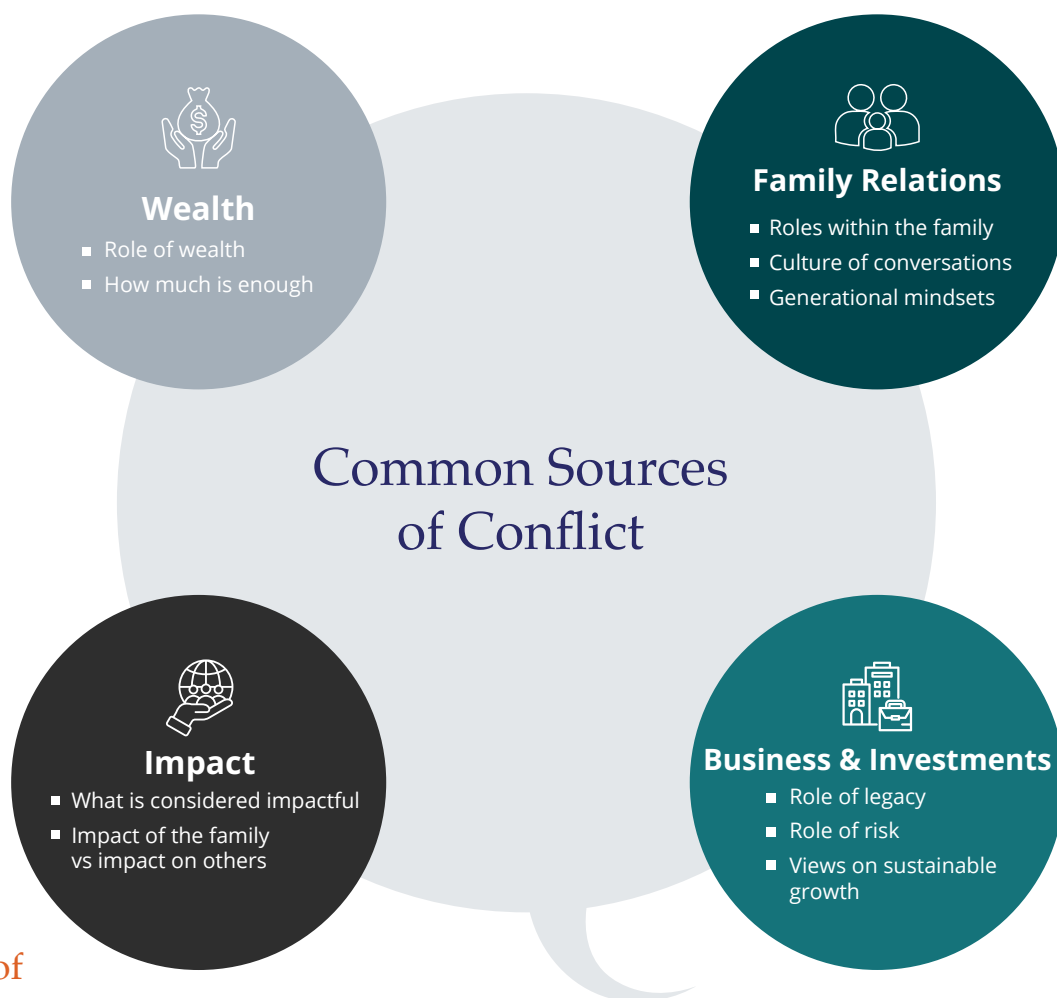 Wealth
▪ Role of wealth
▪ How much is enough
Family Relations
▪ Roles within the family
▪ Culture of conversations
▪ Generational mindsets
Common Sources
of Conflict
Impact
▪ What is considered impactful
▪ Impact of the family
vs impact on others
Business & Investments
▪ Role of legacy
▪ Role of risk
▪ Views on sustainable
growth
of